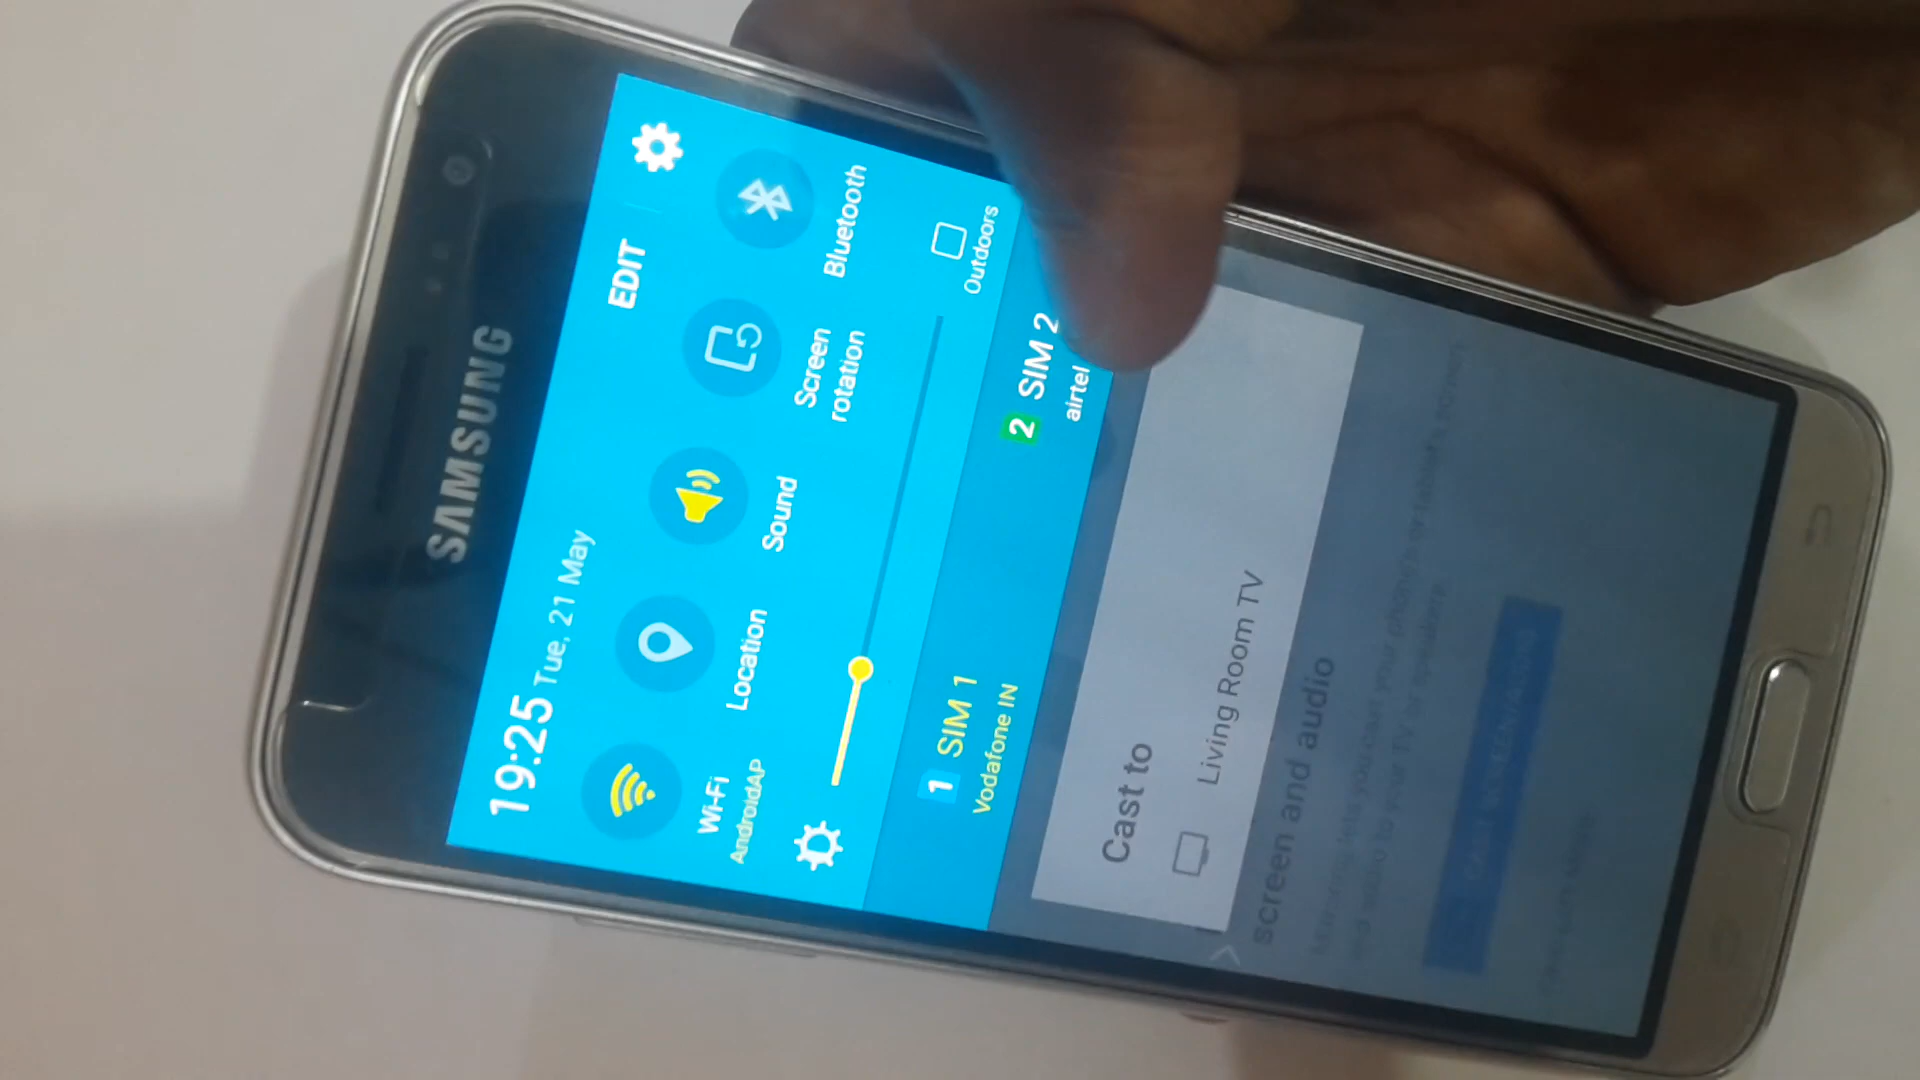 SAMSUNG
19:25 Tue, 21 May
EDIT
Wi-Fi
AndroidAP
Location
Sound
Screen
rotation
Bluetooth
Outdoors
1 SIM 1
Vodafone IN
2 SIM 2
airtel
Cast to
Living Room TV
screen and audio